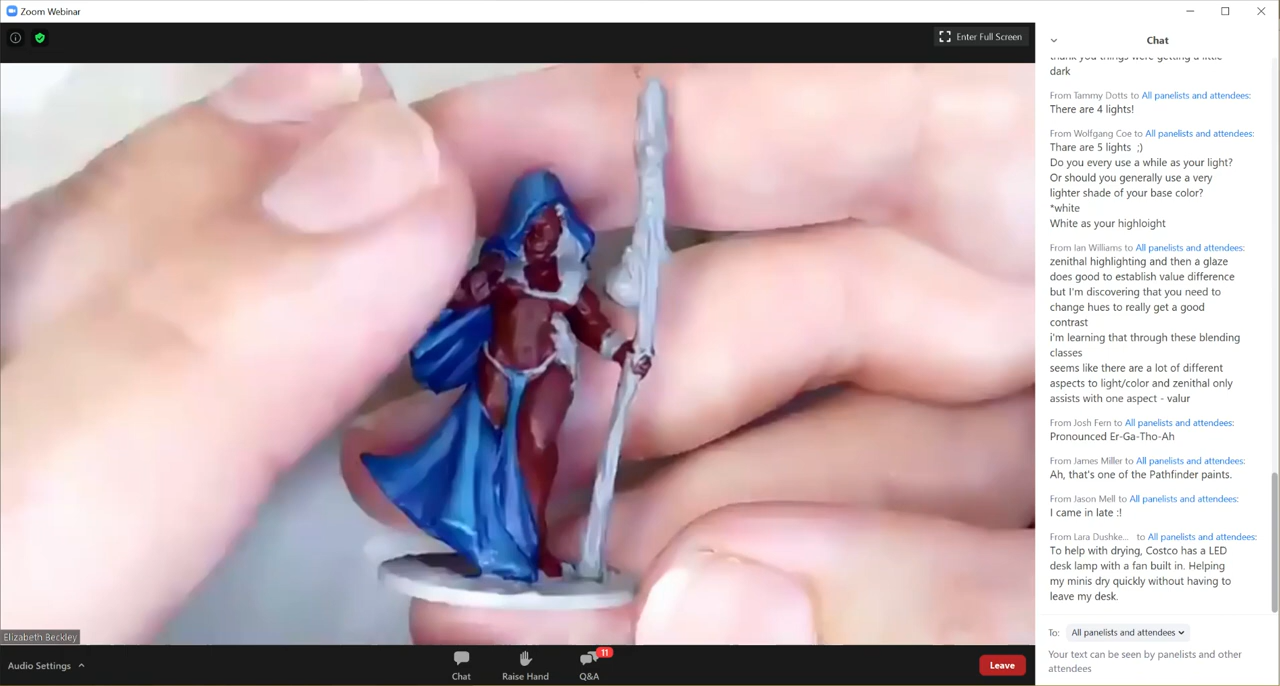 Zoom Webinar
Enter Full Screen
Chat
thank you things were getting a little
dark
From Tammy Dotts to All panelists and attendees:
There are 4 lights!
From Wolfgang Coe to All panelists and attendees:
Thare are 5 lights ;)
Do you every use a while as your light?
Or should you generally use a very
lighter shade of your base color?
*white
White as your highloight
From Ian Williams to All panelists and attendees:
zenithal highlighting and then a glaze
does good to establish value difference
but I'm discovering that you need to
change hues to really get a good
contrast
i'm learning that through these blending
classes
seems like there are a lot of different
aspects to light/color and zenithal only
assists with one aspect - valur
From Josh Fern to All panelists and attendees:
Pronounced Er-Ga-Tho-Ah
From James Miller to All panelists and attendees:
Ah, that's one of the Pathfinder paints.
From Jason Mell to All panelists and attendees:
I came in late :!
From Lara Dushke... to All panelists and attendees:
To help with drying, Costco has a LED
desk lamp with a fan built in. Helping
my minis dry quickly without having to
leave my desk.
To: All panelists and attendees
Your text can be seen by panelists and other
attendees
Elizabeth Beckley
Audio Settings
Chat
Raise Hand
11
Q&A
Leave